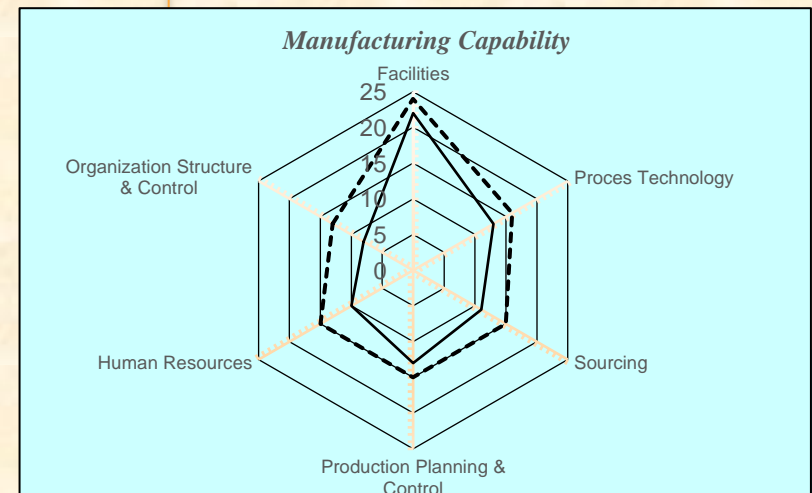 Manufacturing Capability
Facilities
25
20
15
10
5
0
Organization Structure
& Control
Proces Technology
Human Resources
Sourcing
Production Planning &
Control